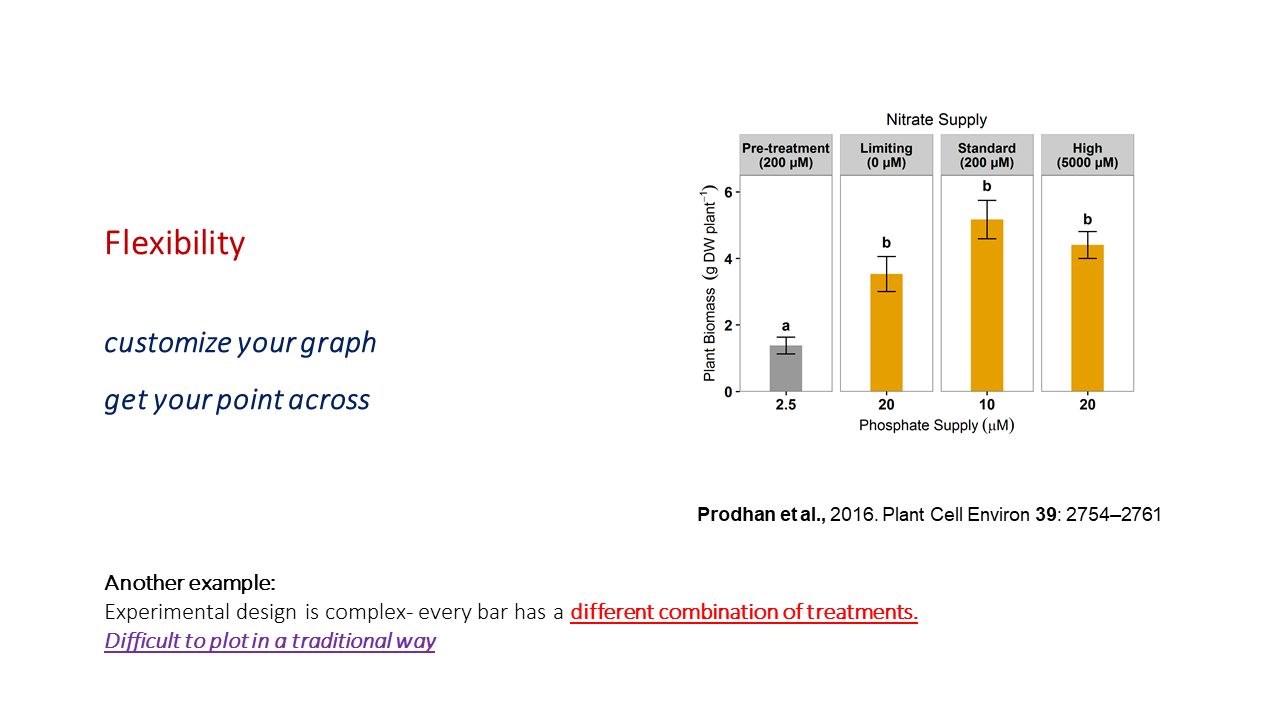 Flexibility
customize your graph
get your point across
Nitrate Supply
Pre-treatment (200 µM)
Limiting (0 µM)
Standard (200 µM)
High (5000 µM)
Plant Biomass (g DW plant⁻¹)
6
4
2
0
a
b
b
b
2.5
20
10
20
Phosphate Supply (µM)
Prodhan et al., 2016. Plant Cell Environ 39: 2754–2761
Another example:
Experimental design is complex- every bar has a different combination of treatments.
Difficult to plot in a traditional way